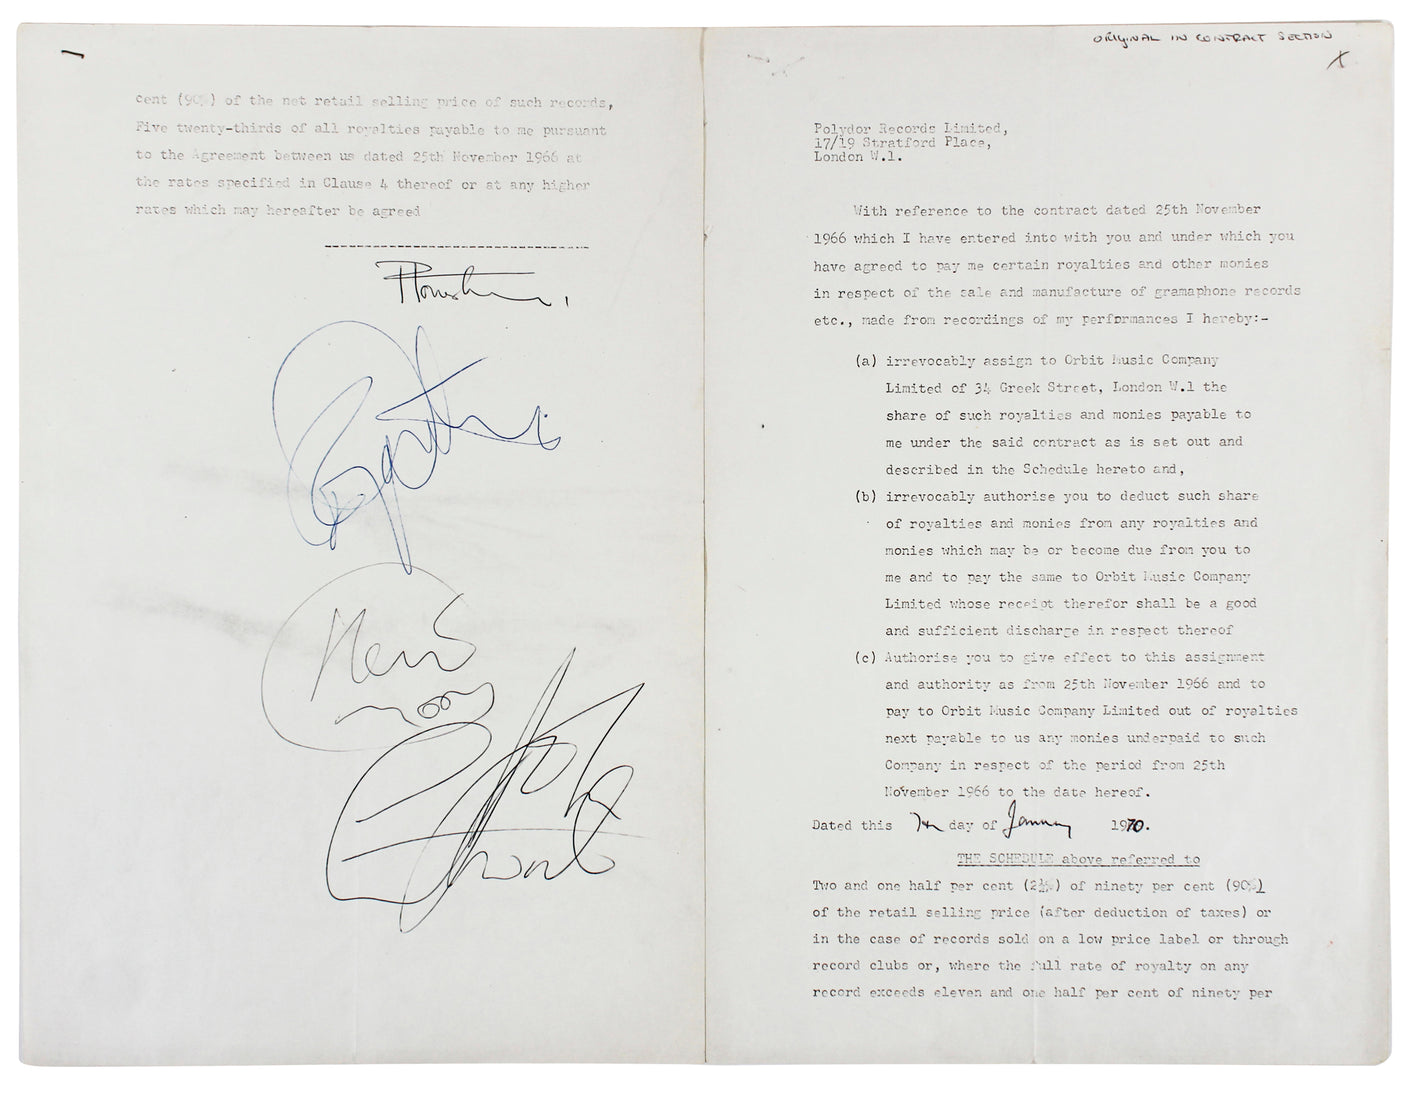 ORIGINAL IN CONTRACT SECTION
X
Polydor Records Limited,
17/19 Stratford Place,
London W.1.
With reference to the contract dated 25th November
1966 which I have entered into with you and under which you
have agreed to pay me certain royalties and other monies
in respect of the sale and manufacture of gramaphone records
etc., made from recordings of my performances I hereby:-
(a) irrevocably assign to Orbit Music Company
Limited of 34 Greek Street, London W.1 the
share of such royalties and monies payable to
me under the said contract as is set out and
described in the Schedule hereto and,
(b) irrevocably authorise you to deduct such share
of royalties and monies from any royalties and
monies which may be or become due from you to
me and to pay the same to Orbit Music Company
Limited whose receipt therefor shall be a good
and sufficient discharge in respect thereof
(c) Authorise you to give effect to this assignment
and authority as from 25th November 1966 and to
pay to Orbit Music Company Limited out of royalties
next payable to us any monies underpaid to such
Company in respect of the period from 25th
November 1966 to the date hereof.
Dated this 7th day of January 1970.
THE SCHEDULE above referred to
Two and one half per cent (2½%) of ninety per cent (90%)
of the retail selling price (after deduction of taxes) or
in the case of records sold on a low price label or through
record clubs or, where the full rate of royalty on any
record exceeds eleven and one half per cent of ninety per
cent (90%) of the net retail selling price of such records,
Five twenty-thirds of all royalties payable to me pursuant
to the Agreement between us dated 25th November 1966 at
the rates specified in Clause 4 thereof or at any higher
rates which may hereafter be agreed
Keith
Moon